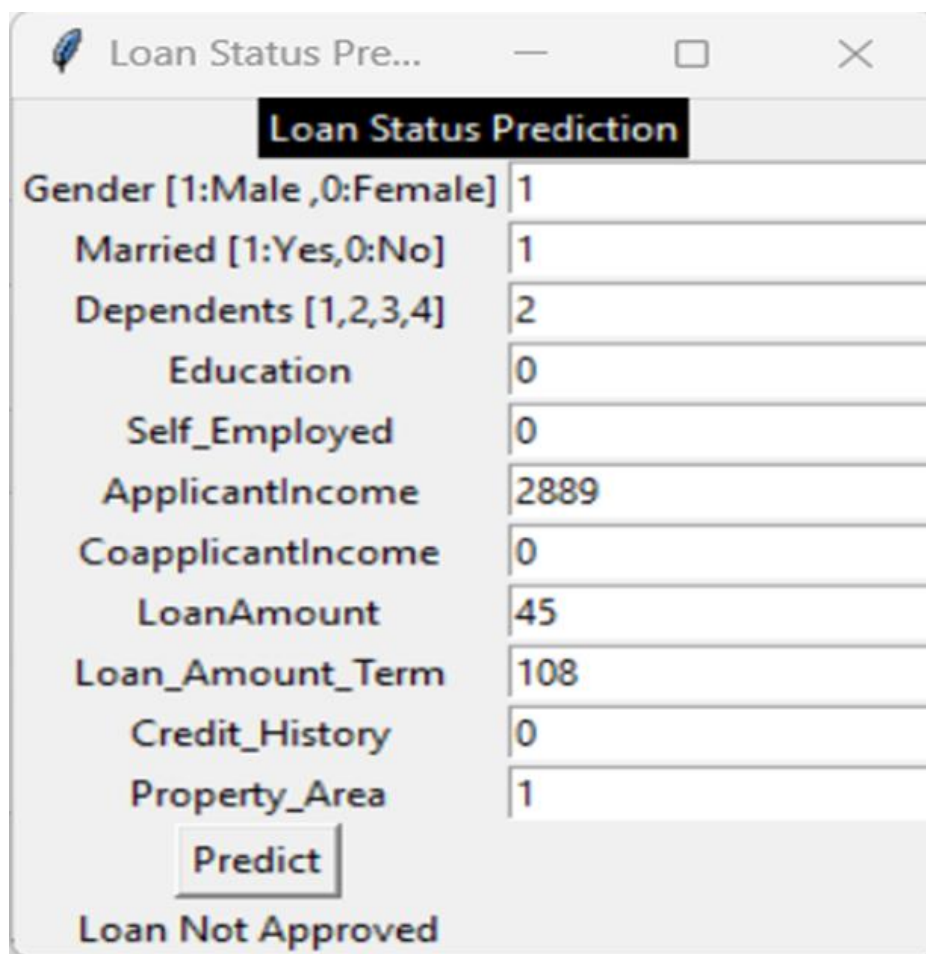 Loan Status Pre...
Loan Status Prediction
Gender [1:Male ,0:Female] 1
Married [1:Yes,0:No] 1
Dependents [1,2,3,4] 2
Education 0
Self_Employed 0
ApplicantIncome 2889
CoapplicantIncome 0
LoanAmount 45
Loan_Amount_Term 108
Credit_History 0
Property_Area 1
Predict
Loan Not Approved